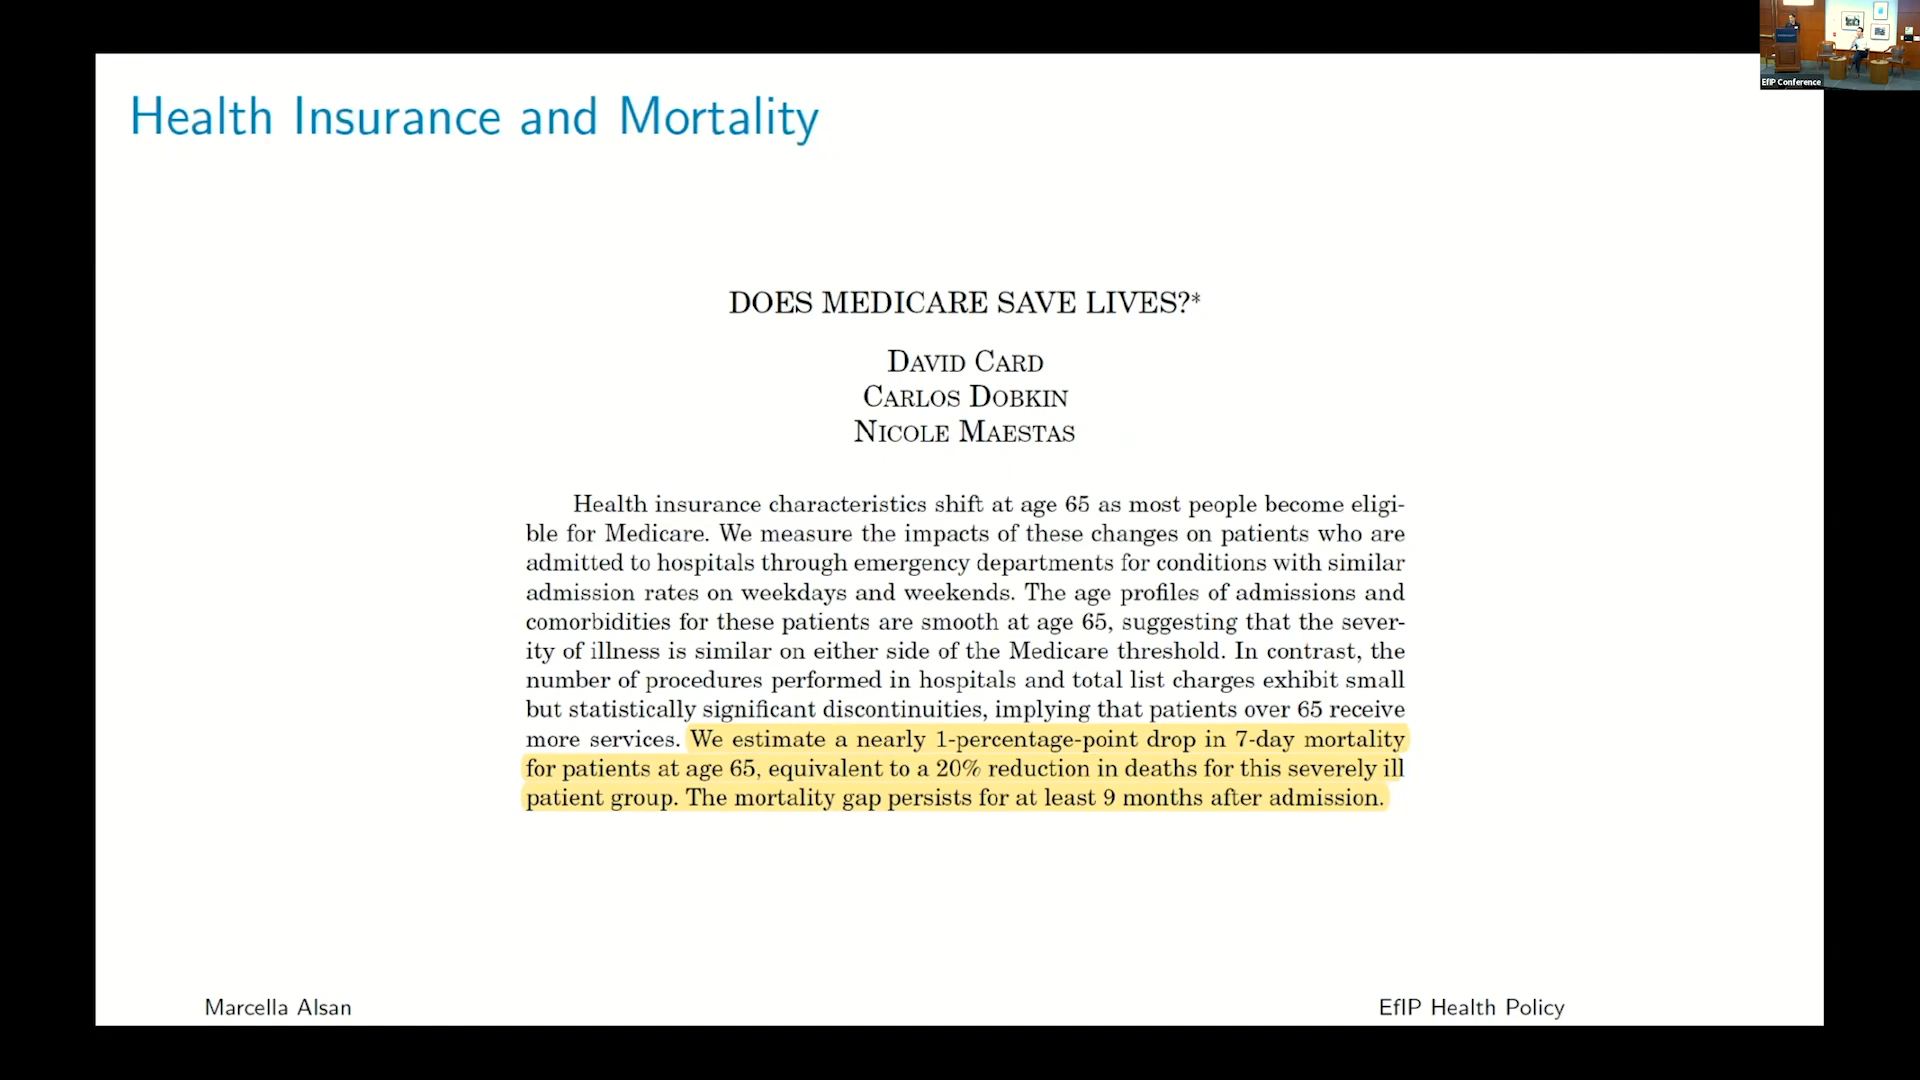 EfIP Conference
Health Insurance and Mortality
DOES MEDICARE SAVE LIVES?*
DAVID CARD
CARLOS DOBKIN
NICOLE MAESTAS
Health insurance characteristics shift at age 65 as most people become eligi-
ble for Medicare. We measure the impacts of these changes on patients who are
admitted to hospitals through emergency departments for conditions with similar
admission rates on weekdays and weekends. The age profiles of admissions and
comorbidities for these patients are smooth at age 65, suggesting that the sever-
ity of illness is similar on either side of the Medicare threshold. In contrast, the
number of procedures performed in hospitals and total list charges exhibit small
but statistically significant discontinuities, implying that patients over 65 receive
more services. We estimate a nearly 1-percentage-point drop in 7-day mortality
for patients at age 65, equivalent to a 20% reduction in deaths for this severely ill
patient group. The mortality gap persists for at least 9 months after admission.
Marcella Alsan
EfIP Health Policy